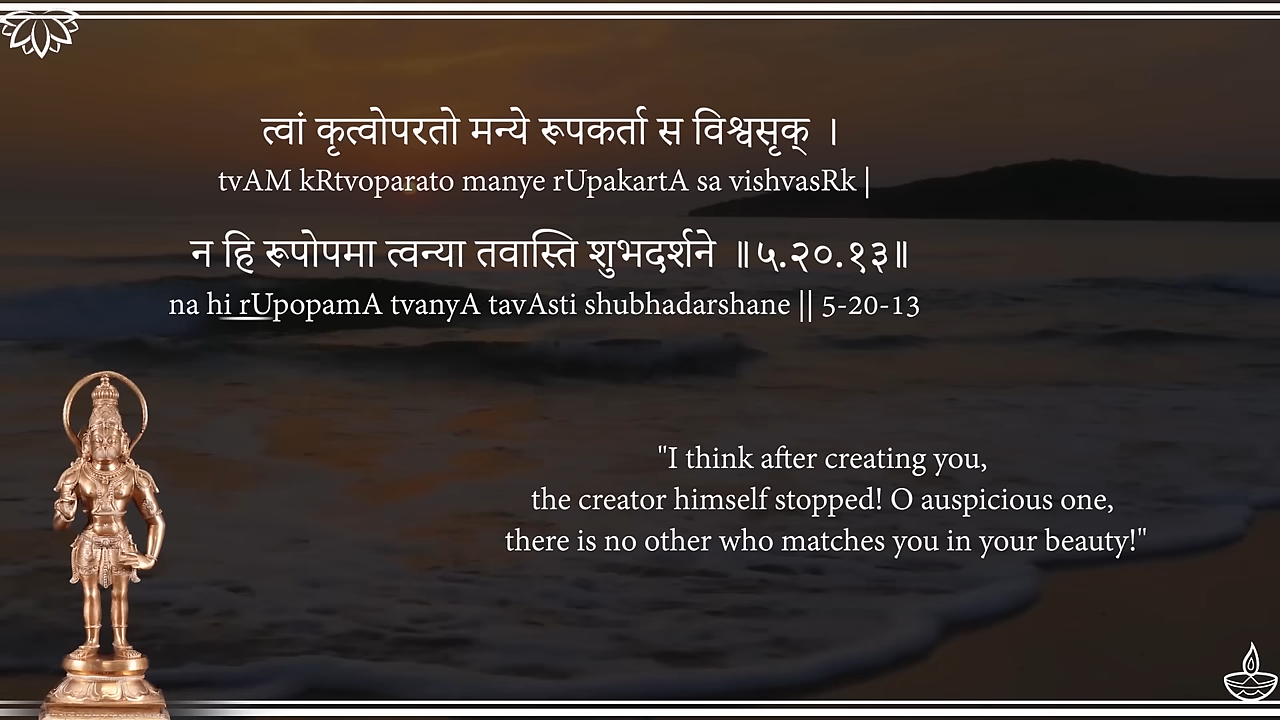 त्वां कृत्वोपरतो मन्ये रूपकर्ता स विश्वसृक् ।
tvAM kRtvoparato manye rUpakartA sa vishvasRk |
न हि रूपोपमा त्वन्या तवास्ति शुभदर्शने ॥५.२०.१३॥
na hi rUpopamA tvanyA tavAsti shubhadarshane || 5-20-13
"I think after creating you,
the creator himself stopped! O auspicious one,
there is no other who matches you in your beauty!"